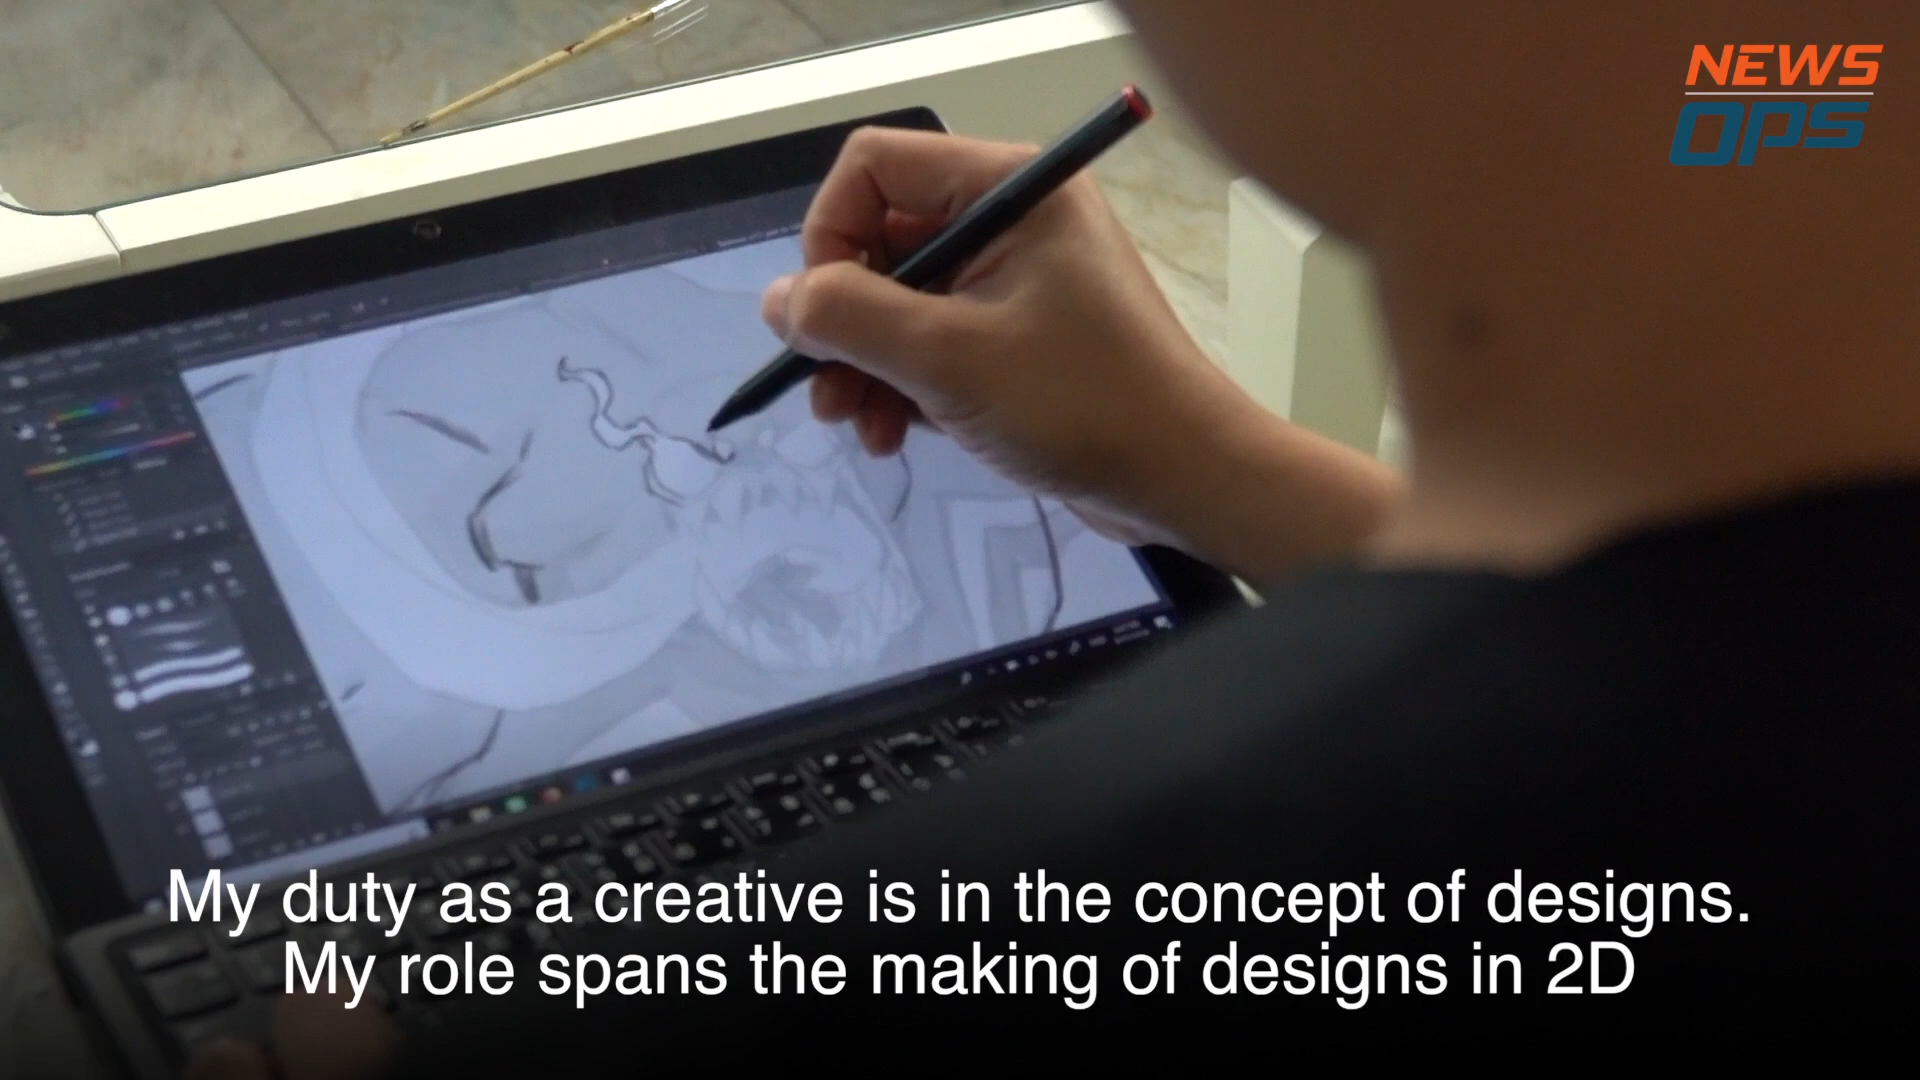 NEWS
OPS
My duty as a creative is in the concept of designs.
My role spans the making of designs in 2D